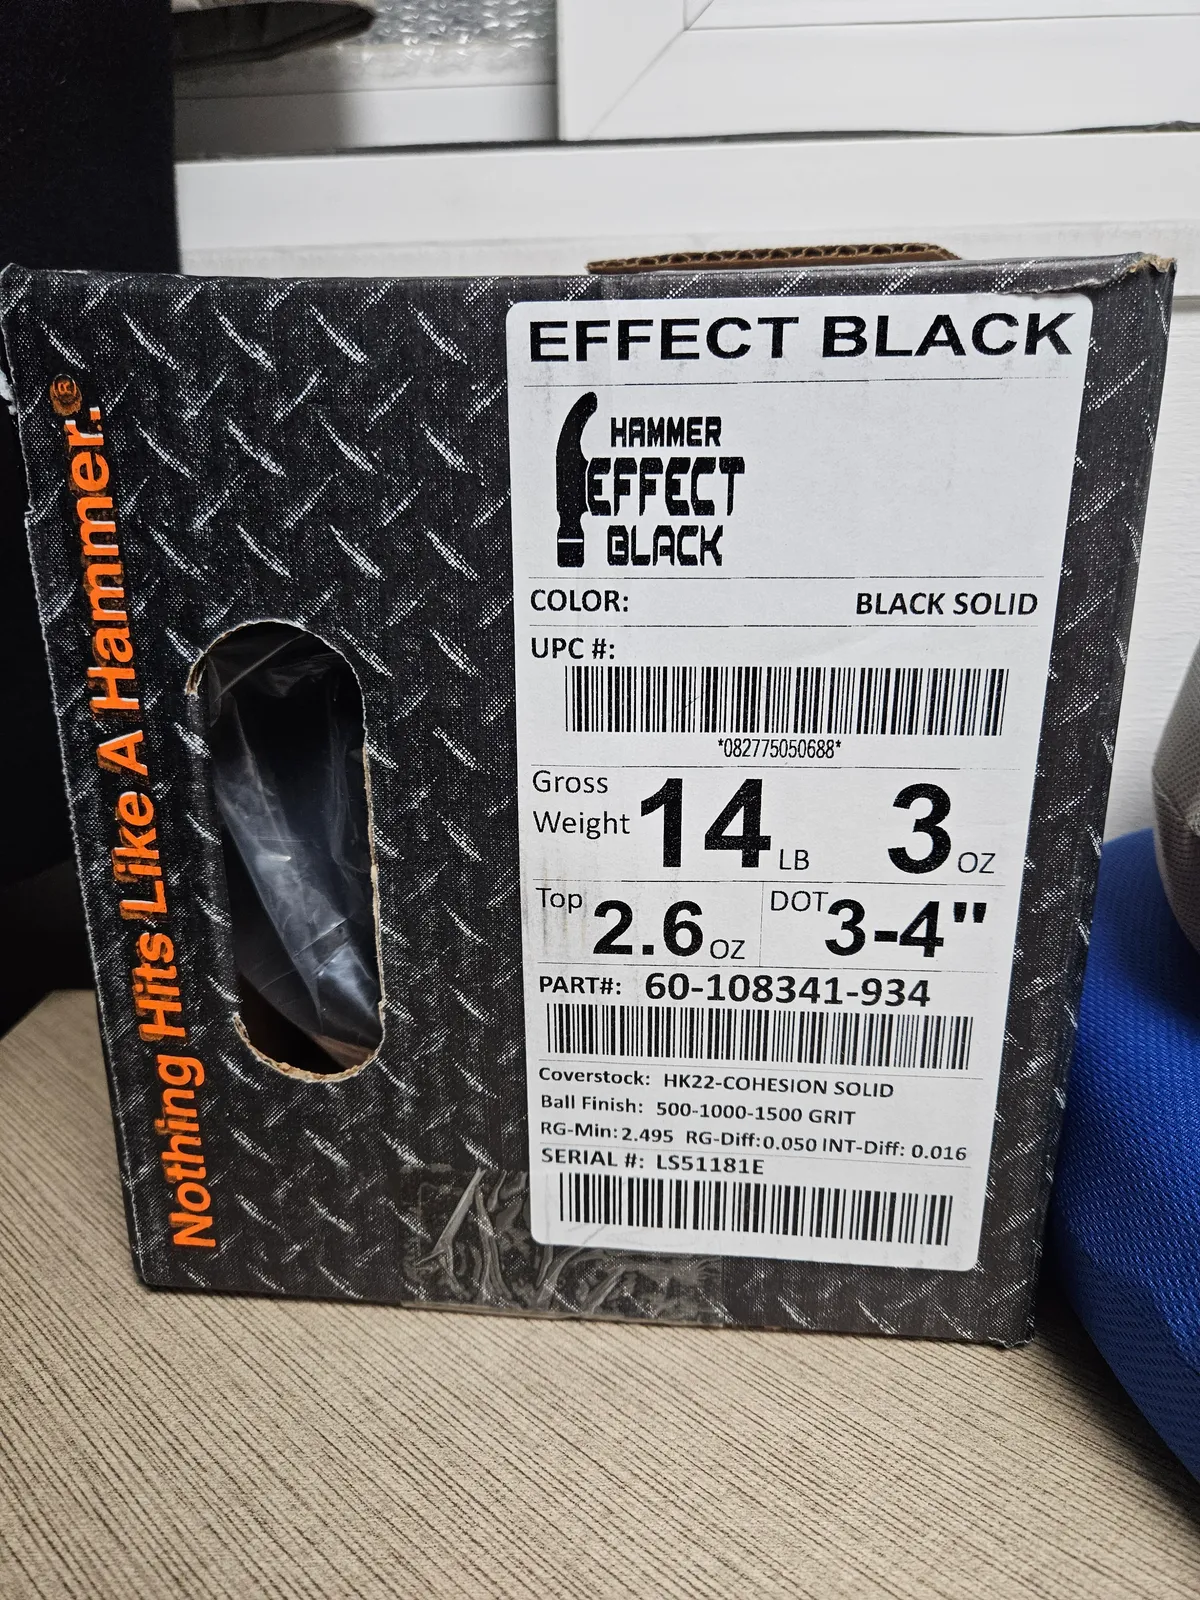 Nothing Hits Like A Hammer.®
EFFECT BLACK
HAMMER
EFFECT
BLACK
COLOR: BLACK SOLID
UPC #:
*082775050688*
Gross Weight 14 LB 3 OZ
Top 2.6 OZ DOT 3-4"
PART#: 60-108341-934
Coverstock: HK22-COHESION SOLID
Ball Finish: 500-1000-1500 GRIT
RG-Min: 2.495 RG-Diff: 0.050 INT-Diff: 0.016
SERIAL #: LS51181E